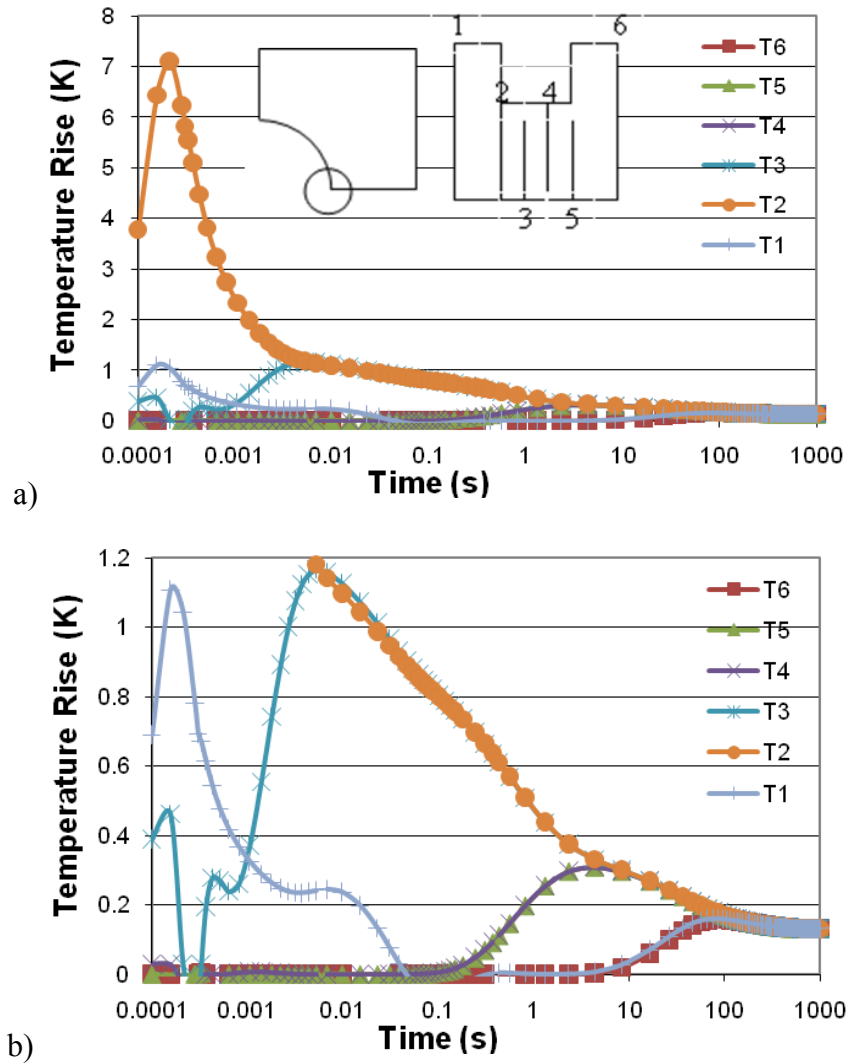 8
7
6
5
4
3
2
1
0
Temperature Rise (K)
1 6
2 4
3 5
T6
T5
T4
T3
T2
T1
0.0001 0.001 0.01 0.1 1 10 100 1000
Time (s)
a)
1.2
1
0.8
0.6
0.4
0.2
0
Temperature Rise (K)
T6
T5
T4
T3
T2
T1
0.0001 0.001 0.01 0.1 1 10 100 1000
Time (s)
b)